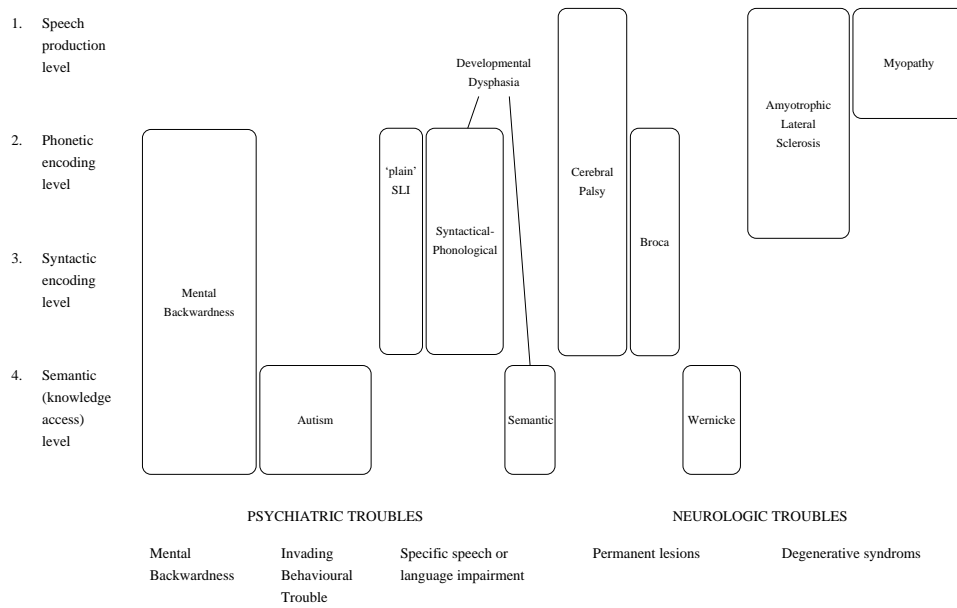 1. Speech
production
level
Developmental
Dysphasia
Myopathy
Amyotrophic
Lateral
Sclerosis
2. Phonetic
encoding
level
‘plain’
SLI
Cerebral
Palsy
Syntactical-
Phonological
Broca
3. Syntactic
encoding
level
Mental
Backwardness
4. Semantic
(knowledge
access)
level
Autism
Semantic
Wernicke
PSYCHIATRIC TROUBLES
NEUROLOGIC TROUBLES
Mental
Backwardness
Invading
Behavioural
Trouble
Specific speech or
language impairment
Permanent lesions
Degenerative syndroms